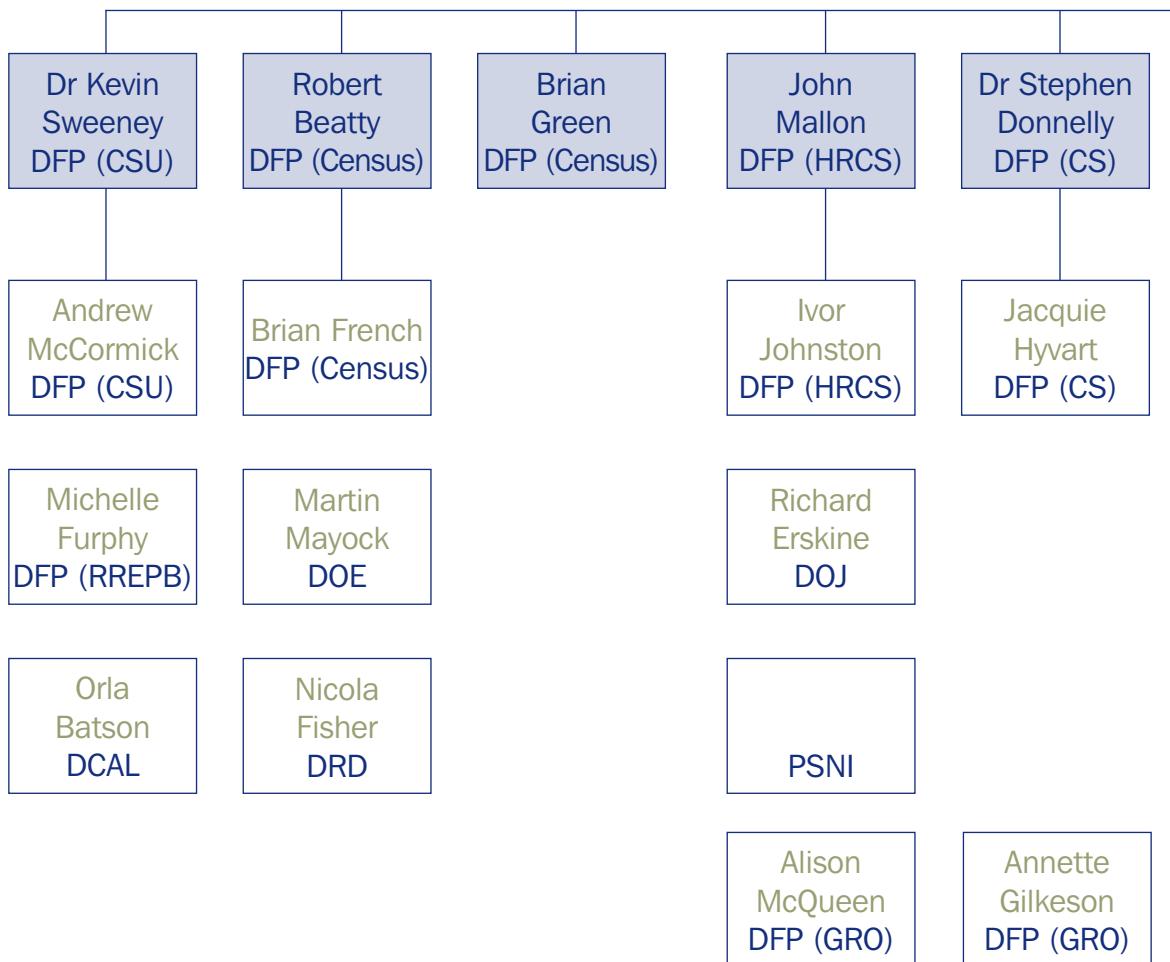 Dr Kevin
Sweeney
DFP (CSU)
Robert
Beatty
DFP (Census)
Brian
Green
DFP (Census)
John
Mallon
DFP (HRCS)
Dr Stephen
Donnelly
DFP (CS)
Andrew
McCormick
DFP (CSU)
Brian French
DFP (Census)
Ivor
Johnston
DFP (HRCS)
Jacquie
Hyvart
DFP (CS)
Michelle
Furphy
DFP (RREPB)
Martin
Mayock
DOE
Richard
Erskine
DOJ
Orla
Batson
DCAL
Nicola
Fisher
DRD
PSNI
Alison
McQueen
DFP (GRO)
Annette
Gilkeson
DFP (GRO)